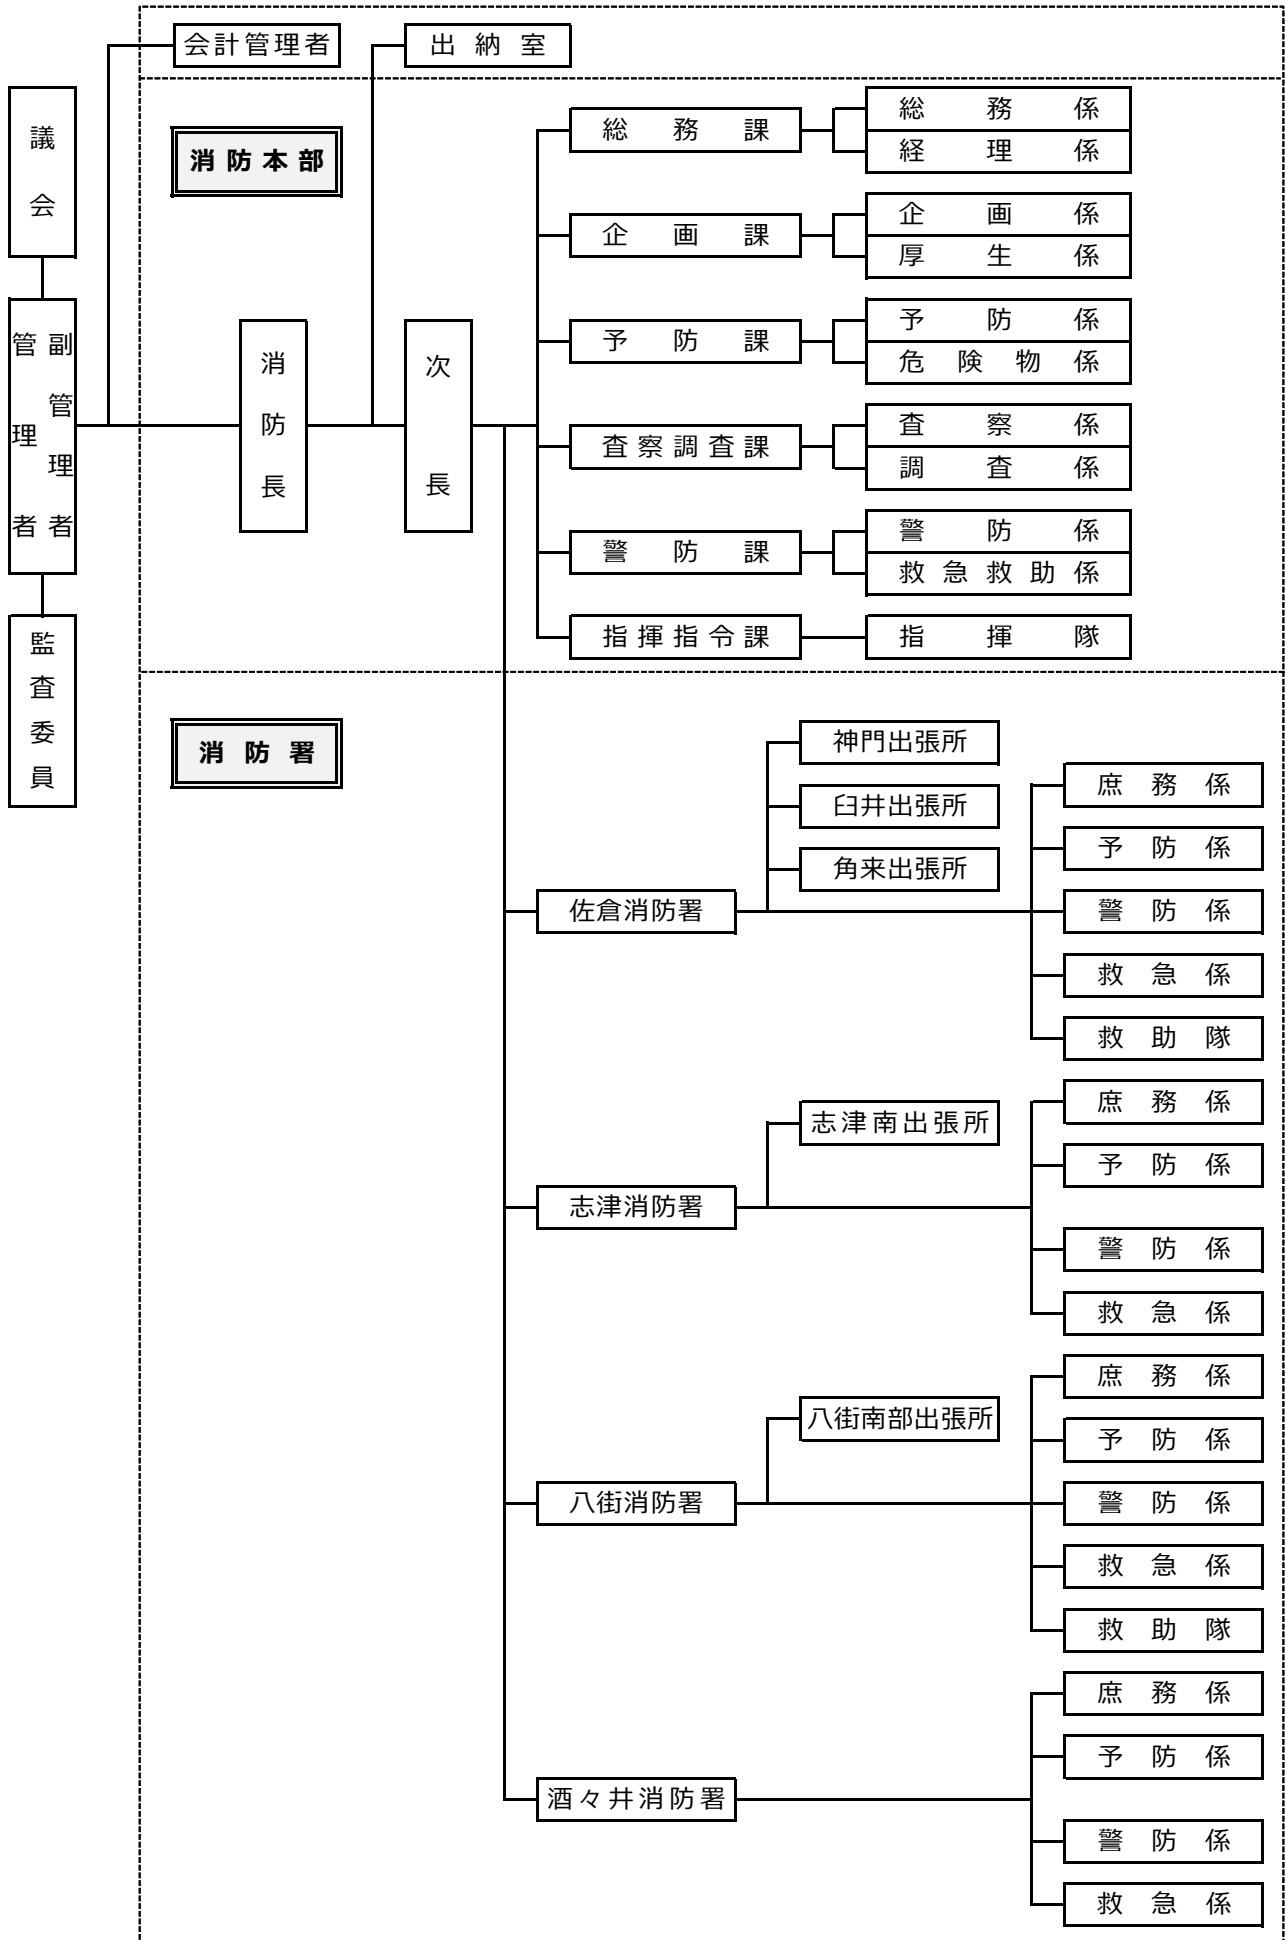 会計管理者
出納室
議会
管理者
副管理者
監査委員
消防本部
消防長
次長
総務課
総務係
経理係
企画課
企画係
厚生係
予防課
予防係
危険物係
査察調査課
査察係
調査係
警防課
警防係
救急救助係
指揮指令課
指揮隊
消防署
佐倉消防署
神門出張所
臼井出張所
角来出張所
庶務係
予防係
警防係
救急係
救助隊
志津消防署
志津南出張所
庶務係
予防係
警防係
救急係
八街消防署
八街南部出張所
庶務係
予防係
警防係
救急係
救助隊
酒々井消防署
庶務係
予防係
警防係
救急係